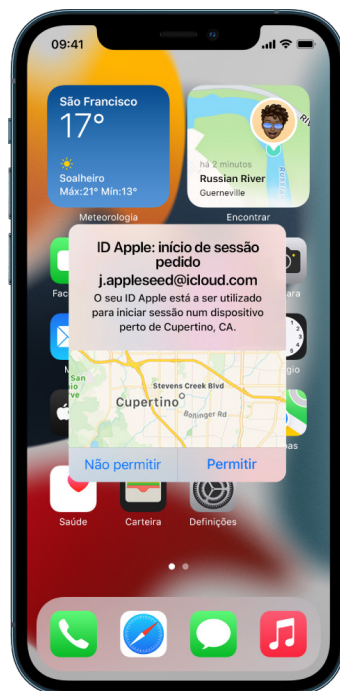 09:41
São Francisco
17°
Soalheiro
Máx:21° Mín:13°
Meteorologia
há 2 minutos
Russian River
Guerneville
Encontrar
ID Apple: início de sessão
pedido
j.appleseed@icloud.com
O seu ID Apple está a ser utilizado
para iniciar sessão num dispositivo
perto de Cupertino, CA.
Stevens Creek Blvd
Cupertino
Bollinger Rd
Não permitir
Permitir
Saúde
Carteira
Definições